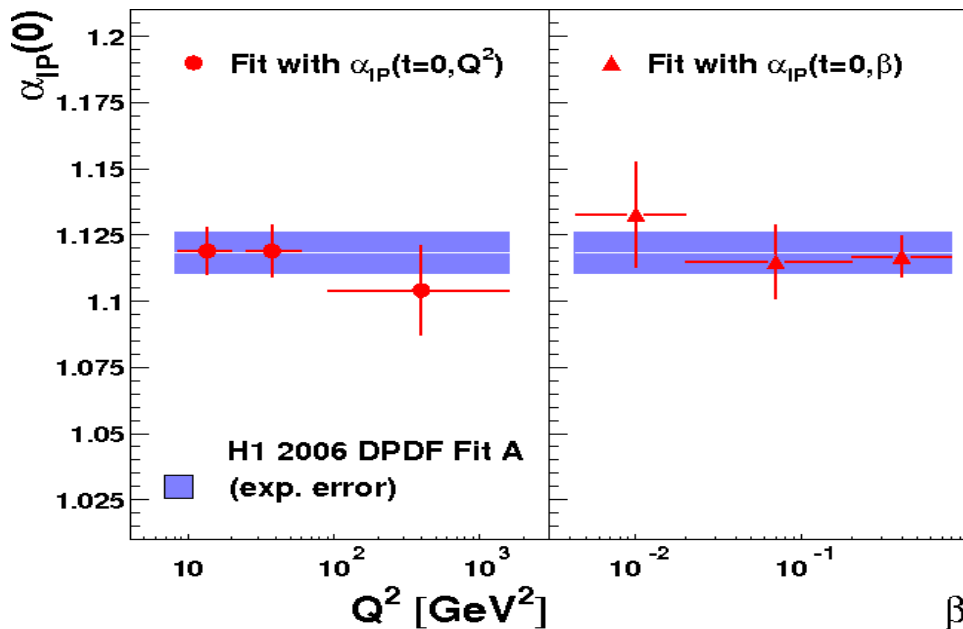 α_IP(0)
1.2
1.175
1.15
1.125
1.1
1.075
1.05
1.025
Fit with α_IP(t=0,Q²)
Fit with α_IP(t=0,β)
H1 2006 DPDF Fit A
(exp. error)
10 10² 10³ 10⁻² 10⁻¹
Q² [GeV²] β